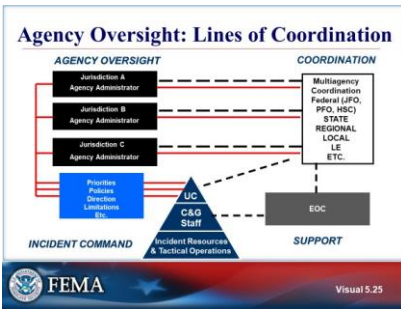 Agency Oversight: Lines of Coordination
AGENCY OVERSIGHT
COORDINATION
Jurisdiction A
Agency Administrator
Jurisdiction B
Agency Administrator
Jurisdiction C
Agency Administrator
Multiagency
Coordination
Federal (JFO,
PFO, HSC)
STATE
REGIONAL
LOCAL
LE
ETC.
Priorities
Policies
Direction
Limitations
Etc.
UC
C&G
Staff
Incident Resources
& Tactical Operations
EOC
INCIDENT COMMAND
SUPPORT
FEMA
Visual 5.25